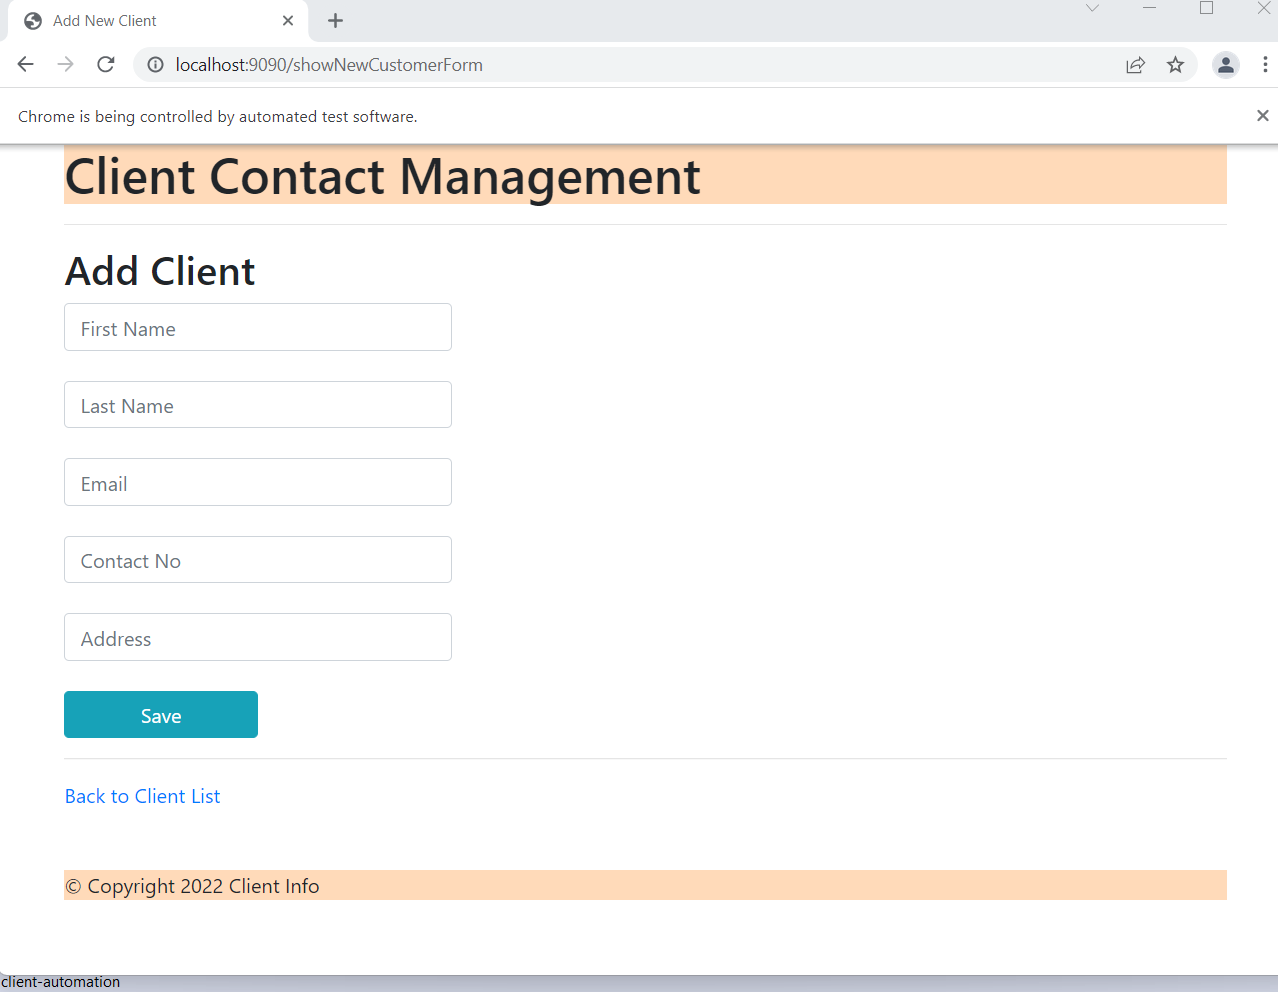 Add New Client
localhost:9090/showNewCustomerForm
Chrome is being controlled by automated test software.
Client Contact Management
Add Client
First Name
Last Name
Email
Contact No
Address
Save
Back to Client List
© Copyright 2022 Client Info
client-automation